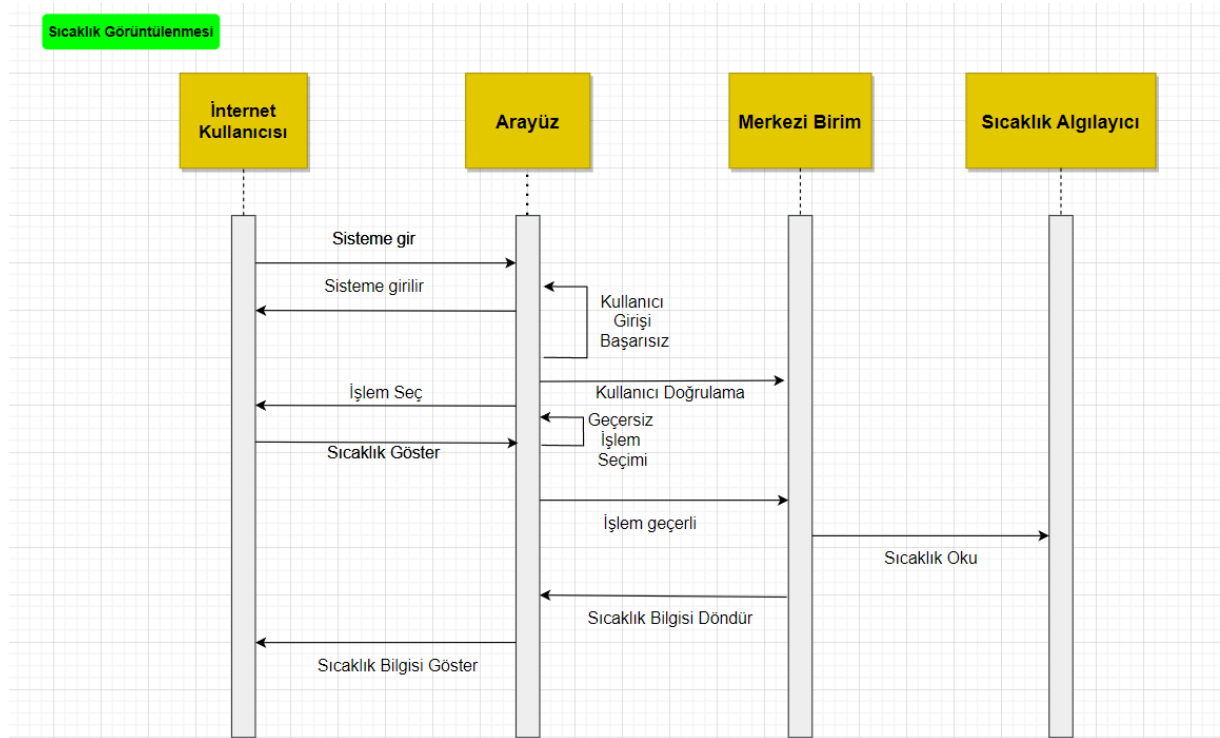 Sıcaklık Görüntülenmesi
İnternet
Kullanıcısı
Arayüz
Merkezi Birim
Sıcaklık Algılayıcı
Sisteme gir
Sisteme girilir
Kullanıcı
Girişi
Başarısız
İşlem Seç
Kullanıcı Doğrulama
Geçersiz
İşlem
Seçimi
Sıcaklık Göster
İşlem geçerli
Sıcaklık Oku
Sıcaklık Bilgisi Döndür
Sıcaklık Bilgisi Göster